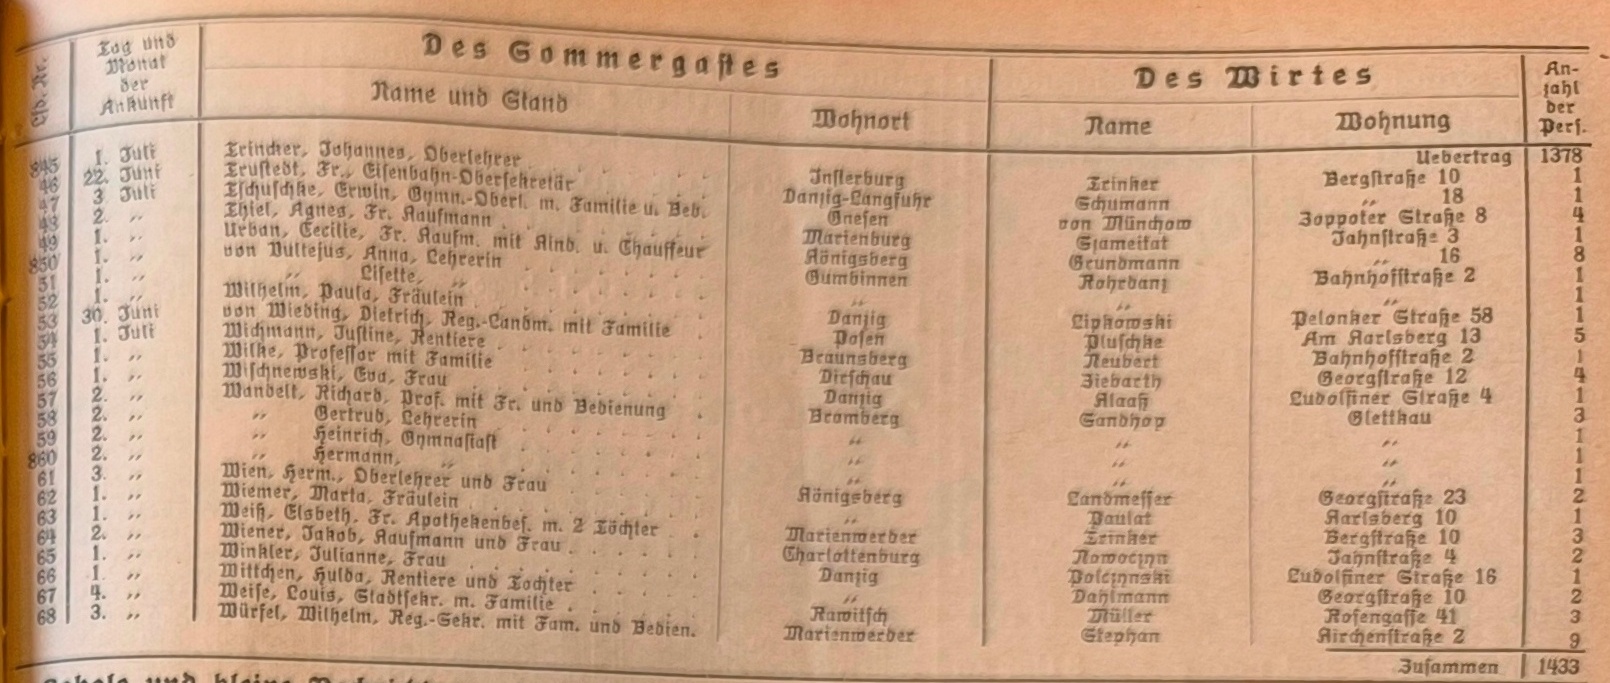 Lfd. Nr.
Tag und
Monat
der
Ankunft
Des Sommergastes
Name und Stand
Wohnort
Des Wirtes
Name
Wohnung
An-
zahl
der
Pers.
Uebertrag 1378
845 1. Juli Trincker, Johannes, Oberlehrer Insterburg Trinker Bergstraße 10 1
46 22. Juni Trustedt, Fr., Eisenbahn-Obersekretär Danzig-Langfuhr Schumann ,, 18 1
47 3 Juli Tschuschke, Erwin, Gymn.-Oberl. m. Familie u. Bed. Gnesen von Münchow Zoppoter Straße 8 4
48 2. ,, Thiel, Agnes, Fr. Kaufmann Marienburg Szameitat Jahnstraße 3 1
49 1. ,, Urban, Cecilie, Fr. Kaufm. mit Kind. u. Chauffeur Königsberg Grundmann ,, 16 8
850 1. ,, von Vultejus, Anna, Lehrerin Gumbinnen Rohrdanz Bahnhofstraße 2 1
51 1. ,, ,, Lisette, ,, ,, ,, ,, 1
52 1. ,, Wilhelm, Paula, Fräulein Danzig Lipkowski Pelonker Straße 58 1
53 30. Juni von Wieding, Dietrich, Reg.-Landm. mit Familie Posen Pluschke Am Karlsberg 13 5
54 1. Juli Wichmann, Justine, Rentiere Braunsberg Neubert Bahnhofstraße 2 1
55 1. ,, Wilke, Professor mit Familie Dirschau Ziebarth Georgstraße 12 4
56 1. ,, Wischnewski, Eva, Frau Danzig Klaaß Ludolfiner Straße 4 1
57 2. ,, Wandelt, Richard, Prof. mit Fr. und Bedienung Bromberg Sandhop Glettkau 3
58 2. ,, ,, Gertrud, Lehrerin ,, ,, ,, 1
59 2. ,, ,, Heinrich, Gymnasiast ,, ,, ,, 1
860 2. ,, ,, Hermann, ,, ,, ,, ,, 1
61 3. ,, Wien, Herm., Oberlehrer und Frau Königsberg Landmesser Georgstraße 23 2
62 1. ,, Wiemer, Marta, Fräulein ,, Paulat Karlsberg 10 1
63 1. ,, Weiß, Elsbeth, Fr. Apothekenbes. m. 2 Töchter Marienwerder Trinker Bergstraße 10 3
64 2. ,, Wiener, Jakob, Kaufmann und Frau Charlottenburg Nowoczyn Jahnstraße 4 2
65 1. ,, Winkler, Julianne, Frau Danzig Polczynski Ludolfiner Straße 16 1
66 1. ,, Wittchen, Hulda, Rentiere und Tochter ,, Dahlmann Georgstraße 10 2
67 4. ,, Weise, Louis, Stadtsekr. m. Familie Rawitsch Müller Rosengasse 41 3
68 3. ,, Würfel, Wilhelm, Reg.-Sekr. mit Fam. und Bedien. Marienwerder Stephan Kirchenstraße 2 9
Zusammen 1433
und kleine